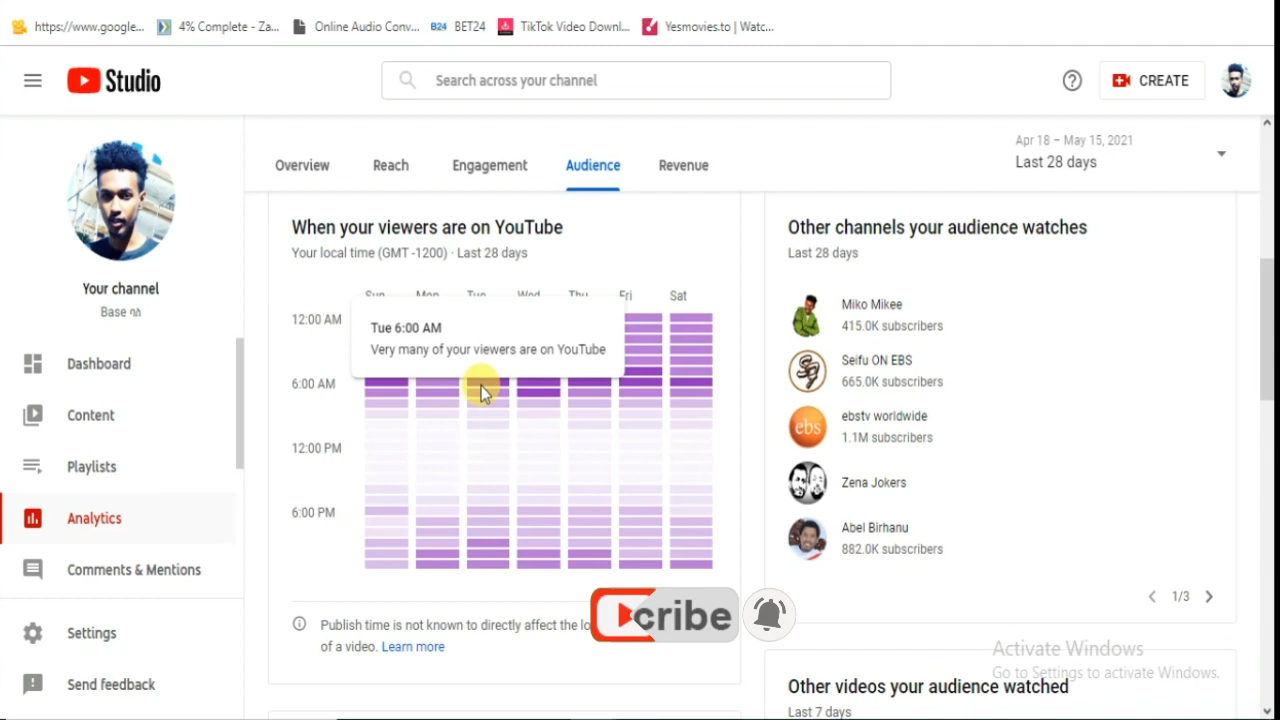 https://www.google...
4% Complete - Za...
Online Audio Conv...
B24 BET24
TikTok Video Downl...
Yesmovies.to | Watc...
Studio
Search across your channel
CREATE
Your channel
Base ባስ
Dashboard
Content
Playlists
Analytics
Comments & Mentions
Settings
Send feedback
Overview
Reach
Engagement
Audience
Revenue
Apr 18 – May 15, 2021
Last 28 days
When your viewers are on YouTube
Your local time (GMT -1200) · Last 28 days
Sun Mon Tue Wed Thu Fri Sat
12:00 AM
Tue 6:00 AM
Very many of your viewers are on YouTube
6:00 AM
12:00 PM
6:00 PM
Publish time is not known to directly affect the lo
of a video. Learn more
cribe
Other channels your audience watches
Last 28 days
Miko Mikee
415.0K subscribers
Seifu ON EBS
665.0K subscribers
ebs
ebstv worldwide
1.1M subscribers
Zena Jokers
Abel Birhanu
882.0K subscribers
1/3
Activate Windows
Go to Settings to activate Windows.
Other videos your audience watched
Last 7 days